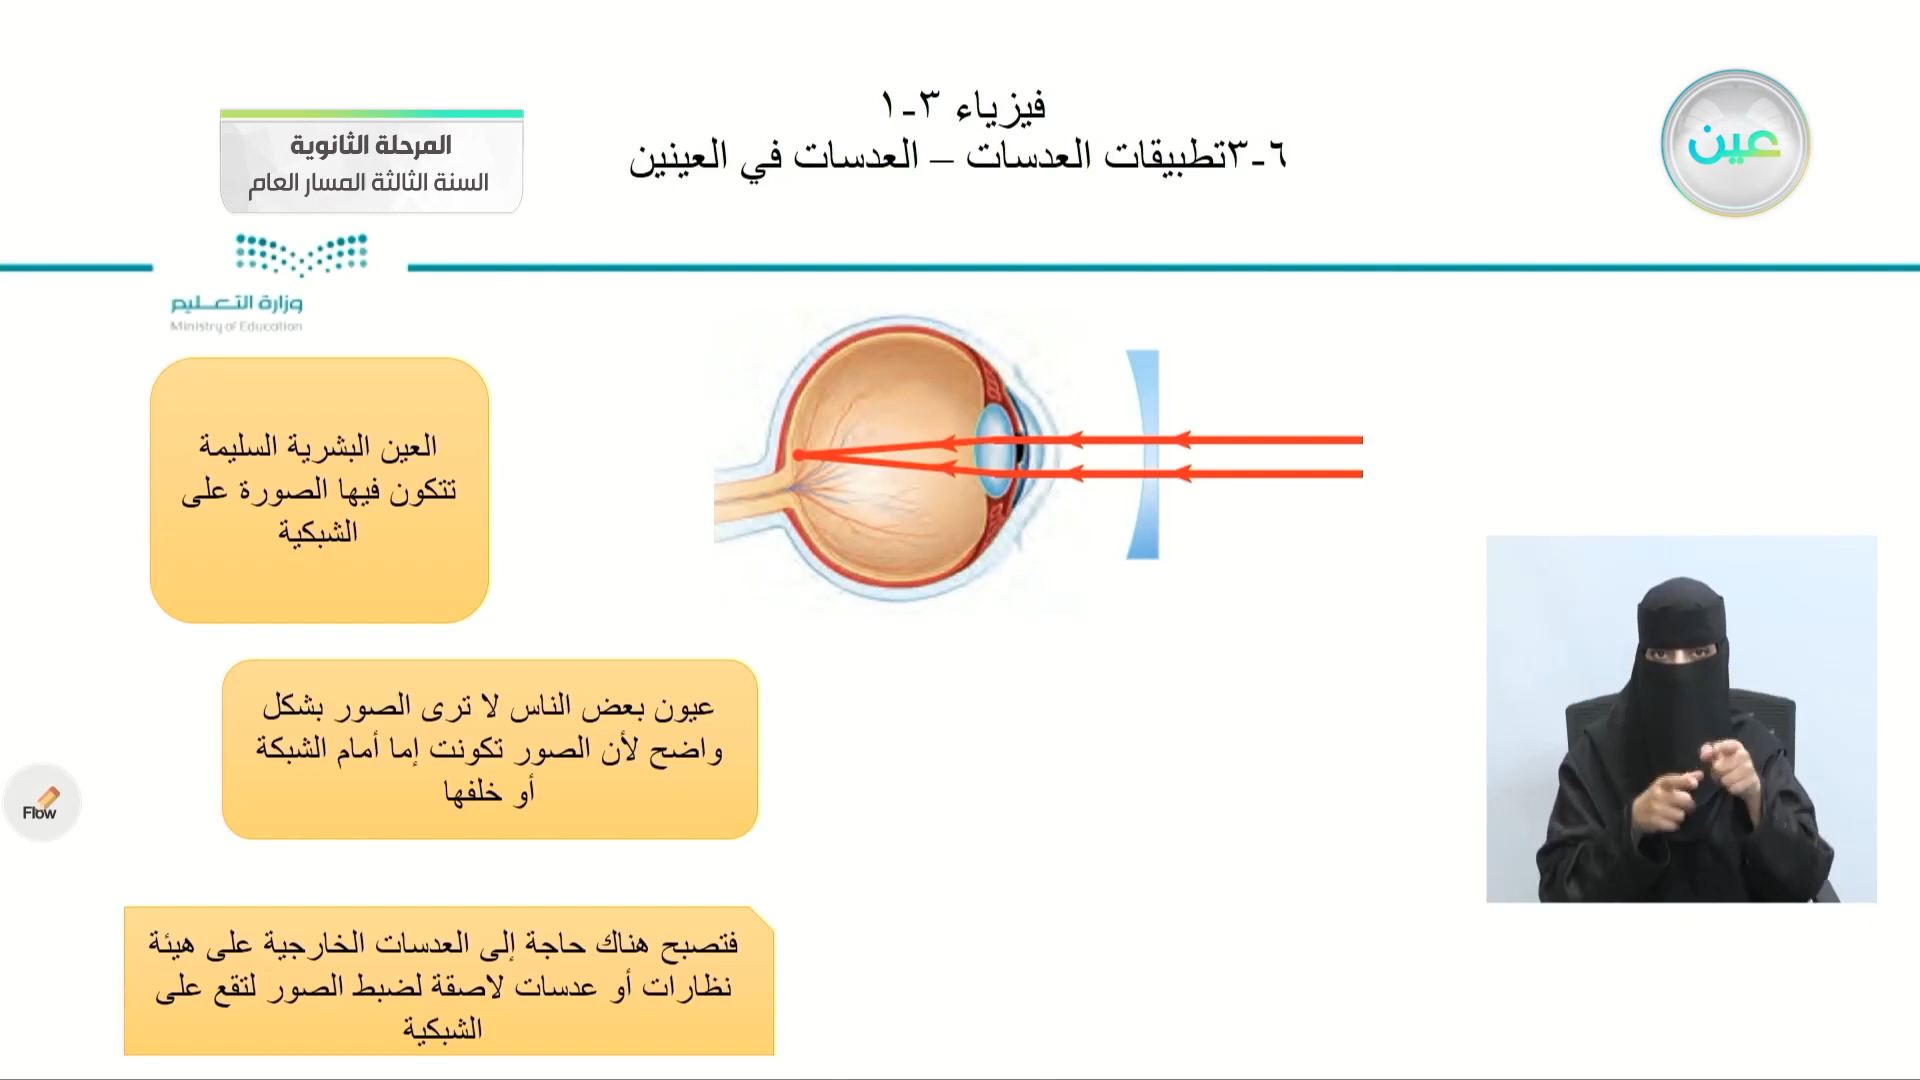 فيزياء ٣-١
٦-٣تطبيقات العدسات – العدسات في العينين
عين
المرحلة الثانوية
السنة الثالثة المسار العام
وزارة التعليم
Ministry of Education
العين البشرية السليمة
تتكون فيها الصورة على
الشبكية
عيون بعض الناس لا ترى الصور بشكل
واضح لأن الصور تكونت إما أمام الشبكة
أو خلفها
Flow
فتصبح هناك حاجة إلى العدسات الخارجية على هيئة
نظارات أو عدسات لاصقة لضبط الصور لتقع على
الشبكية